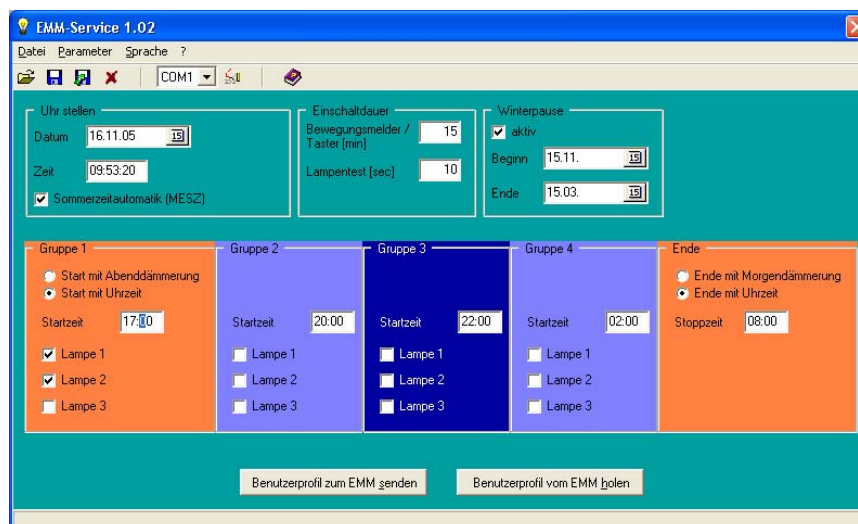 EMM-Service 1.02
Datei Parameter Sprache ?
COM1
Uhr stellen
Datum 16.11.05 15
Zeit 09:53:20
Sommerzeitautomatik (MESZ)
Einschaltdauer
Bewegungsmelder /
Taster [min] 15
Lampentest [sec] 10
Winterpause
aktiv
Beginn 15.11. 15
Ende 15.03. 15
Gruppe 1
Start mit Abenddämmerung
Start mit Uhrzeit
Startzeit 17:00
Lampe 1
Lampe 2
Lampe 3
Gruppe 2
Startzeit 20:00
Lampe 1
Lampe 2
Lampe 3
Gruppe 3
Startzeit 22:00
Lampe 1
Lampe 2
Lampe 3
Gruppe 4
Startzeit 02:00
Lampe 1
Lampe 2
Lampe 3
Ende
Ende mit Morgendämmerung
Ende mit Uhrzeit
Stoppzeit 08:00
Benutzerprofil zum EMM senden
Benutzerprofil vom EMM holen